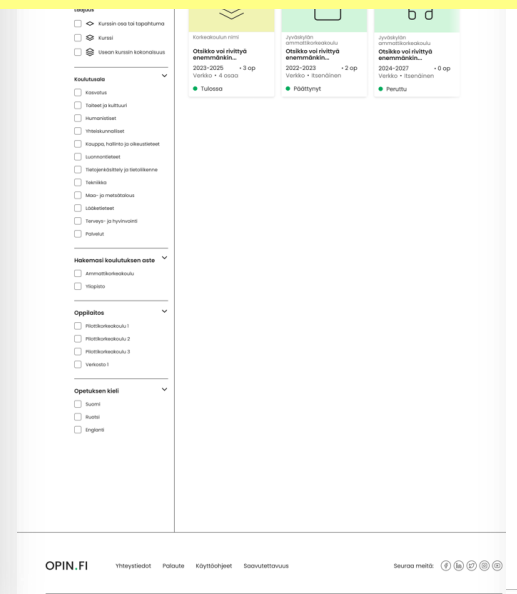 Laajuus
Kurssin osa tai tapahtuma
Kurssi
Usean kurssin kokonaisuus
Koulutusala
Kasvatus
Taiteet ja kulttuuri
Humanistiset
Yhteiskunnalliset
Kauppa, hallinto ja oikeustieteet
Luonnontieteet
Tietojenkäsittely ja tietoliikenne
Tekniikka
Maa- ja metsätalous
Lääketieteet
Terveys- ja hyvinvointi
Palvelut
Hakemasi koulutuksen aste
Ammattikorkeakoulu
Yliopisto
Oppilaitos
Pilottikorkeakoulu 1
Pilottikorkeakoulu 2
Pilottikorkeakoulu 3
Verkosto 1
Opetuksen kieli
Suomi
Ruotsi
Englanti
Korkeakoulun nimi
Otsikko voi rivittyä
enemmänkin...
2023-2025 • 3 op
Verkko • 4 osaa
Tulossa
Jyväskylän
ammattikorkeakoulu
Otsikko voi rivittyä
enemmänkin...
2022-2023 • 2 op
Verkko • Itsenäinen
Päättynyt
Jyväskylän
ammattikorkeakoulu
Otsikko voi rivittyä
enemmänkin...
2024-2027 • 0 op
Verkko • Itsenäinen
Peruttu
OPIN.FI
Yhteystiedot Palaute Käyttöohjeet Saavutettavuus
Seuraa meitä: